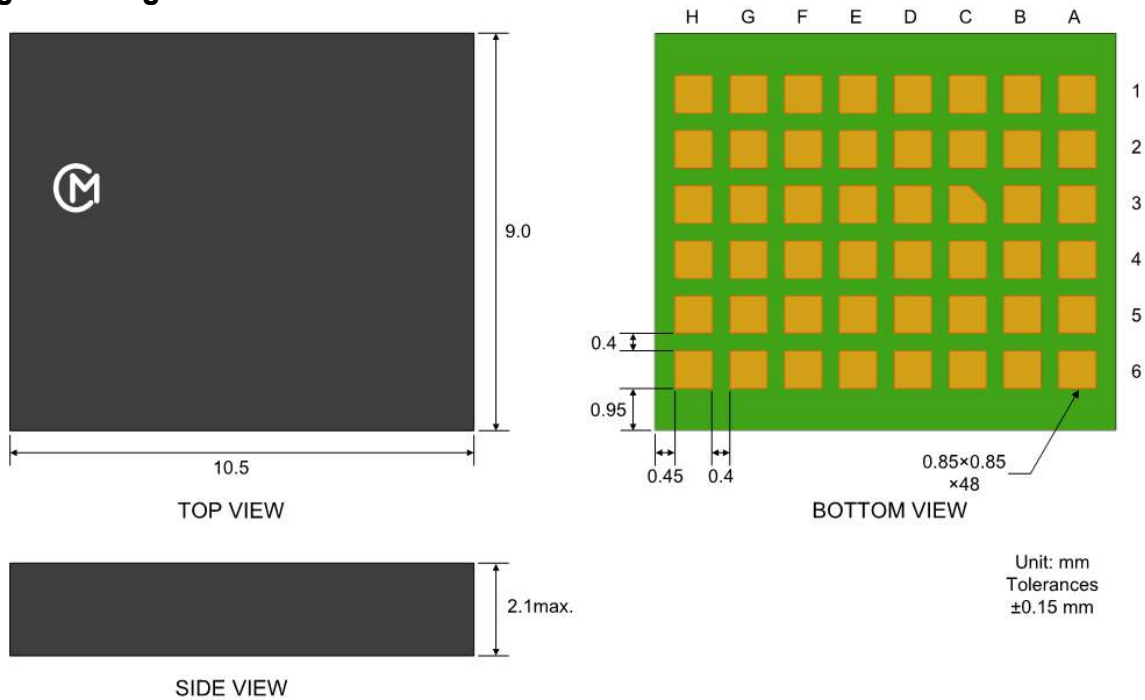 H G F E D C B A
1
2
3
4
5
6
CM
9.0
10.5
TOP VIEW
0.4
0.95
0.45
0.4
0.85×0.85
×48
BOTTOM VIEW
2.1max.
SIDE VIEW
Unit: mm
Tolerances
±0.15 mm